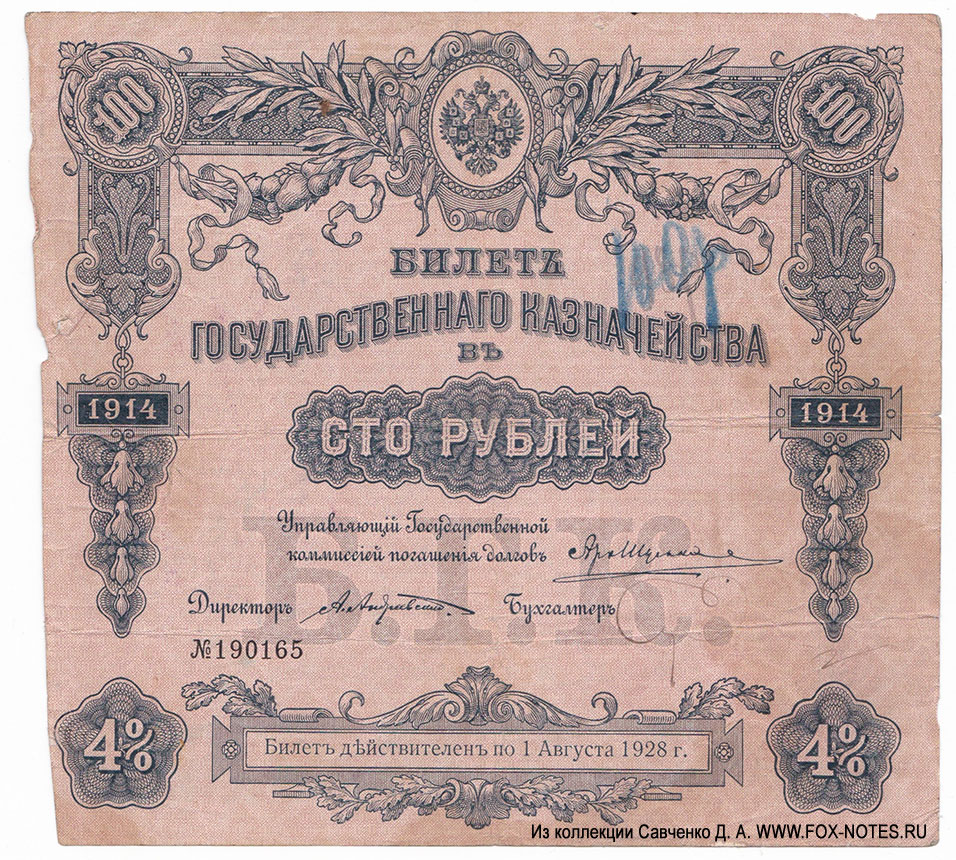 100 100
БИЛЕТЪ
ГОСУДАРСТВЕННАГО КАЗНАЧЕЙСТВА
ВЪ
1914 1914
СТО РУБЛЕЙ
Управляющій Государственной
коммиссіей погашенія долговъ
Директоръ Бухгалтеръ
Б.Г.К.
№190165
4% 4%
Билетъ дѣйствителенъ по 1 Августа 1928 г.
Из коллекции Савченко Д. А. WWW.FOX-NOTES.RU